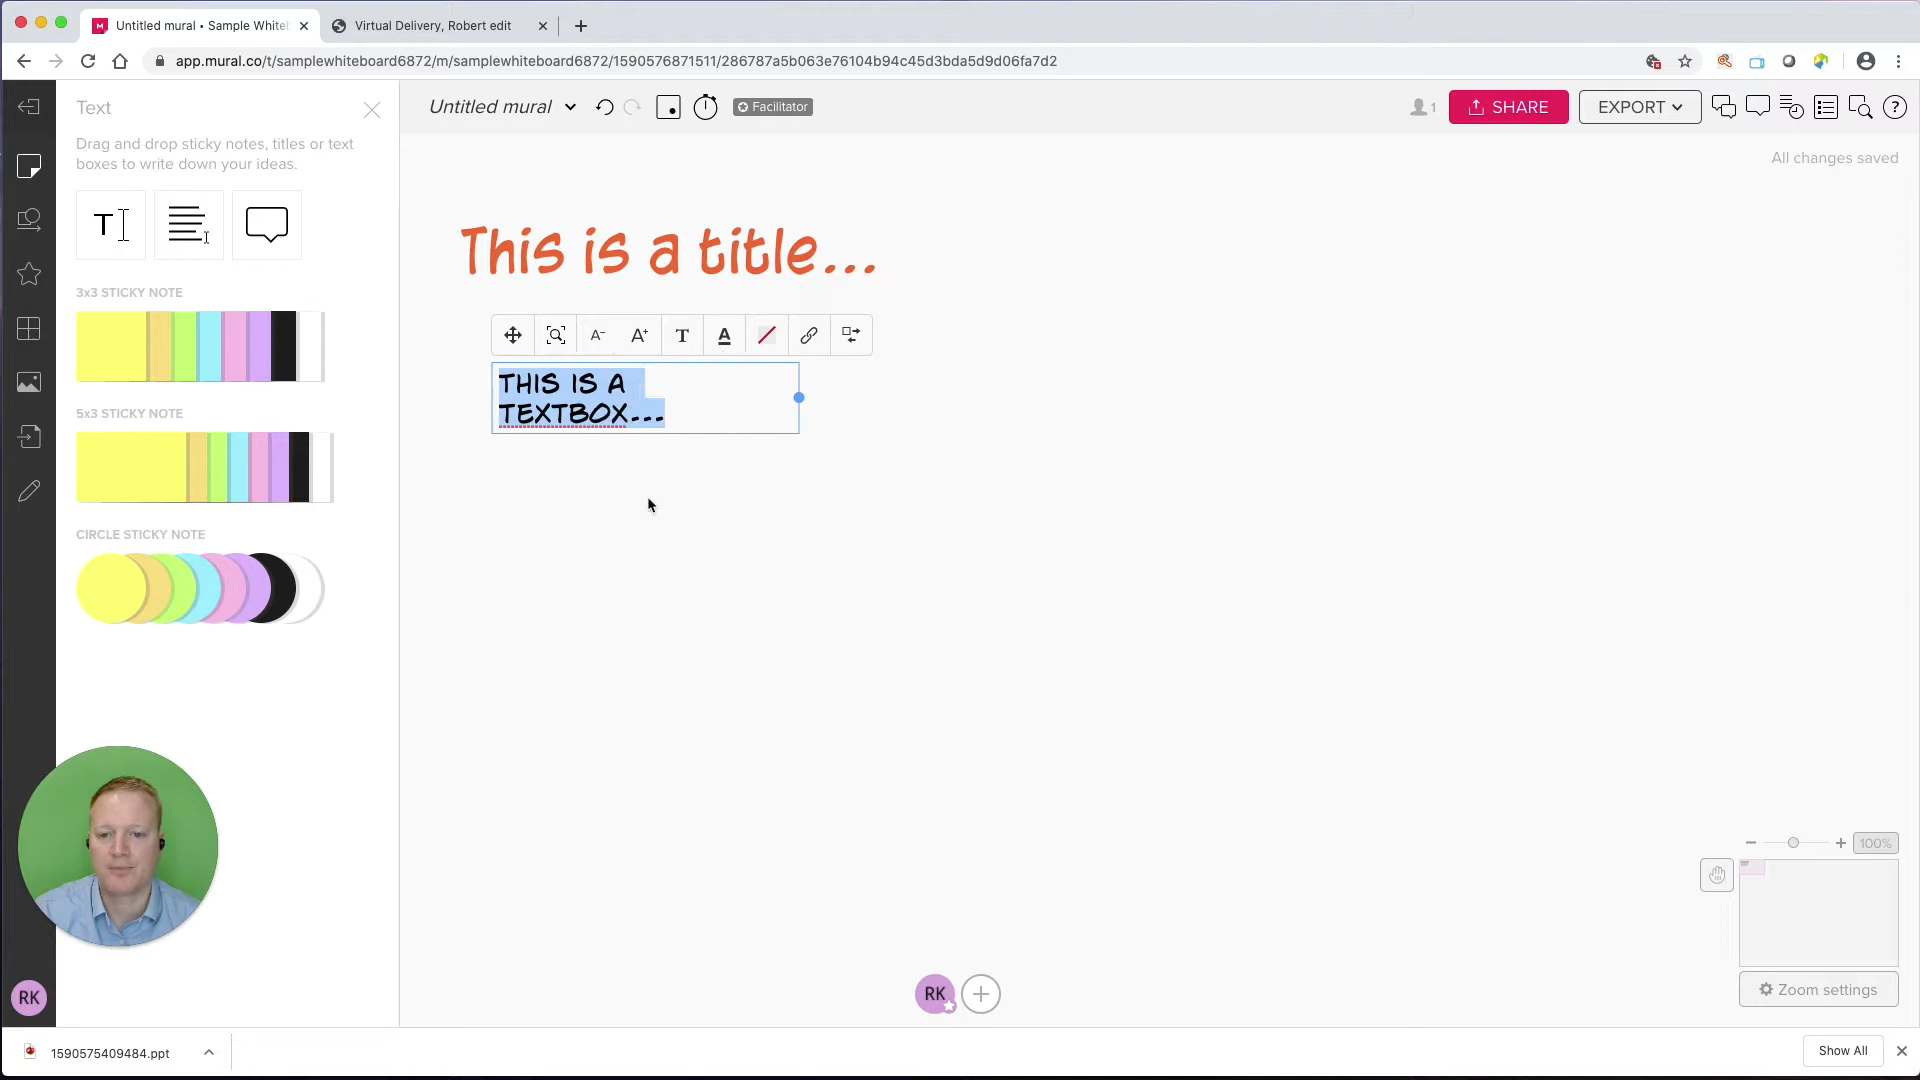 Untitled mural • Sample Whiteb
Virtual Delivery, Robert edit
app.mural.co/t/samplewhiteboard6872/m/samplewhiteboard6872/1590576871511/286787a5b063e76104b94c45d3bda5d9d06fa7d2
Text
Drag and drop sticky notes, titles or text
boxes to write down your ideas.
T
3x3 STICKY NOTE
5x3 STICKY NOTE
CIRCLE STICKY NOTE
Untitled mural
Facilitator
1
SHARE
EXPORT
?
All changes saved
This is a title...
A-
A+
T
A
THIS IS A
TEXTBOX...
100%
Zoom settings
RK
RK
1590575409484.ppt
Show All